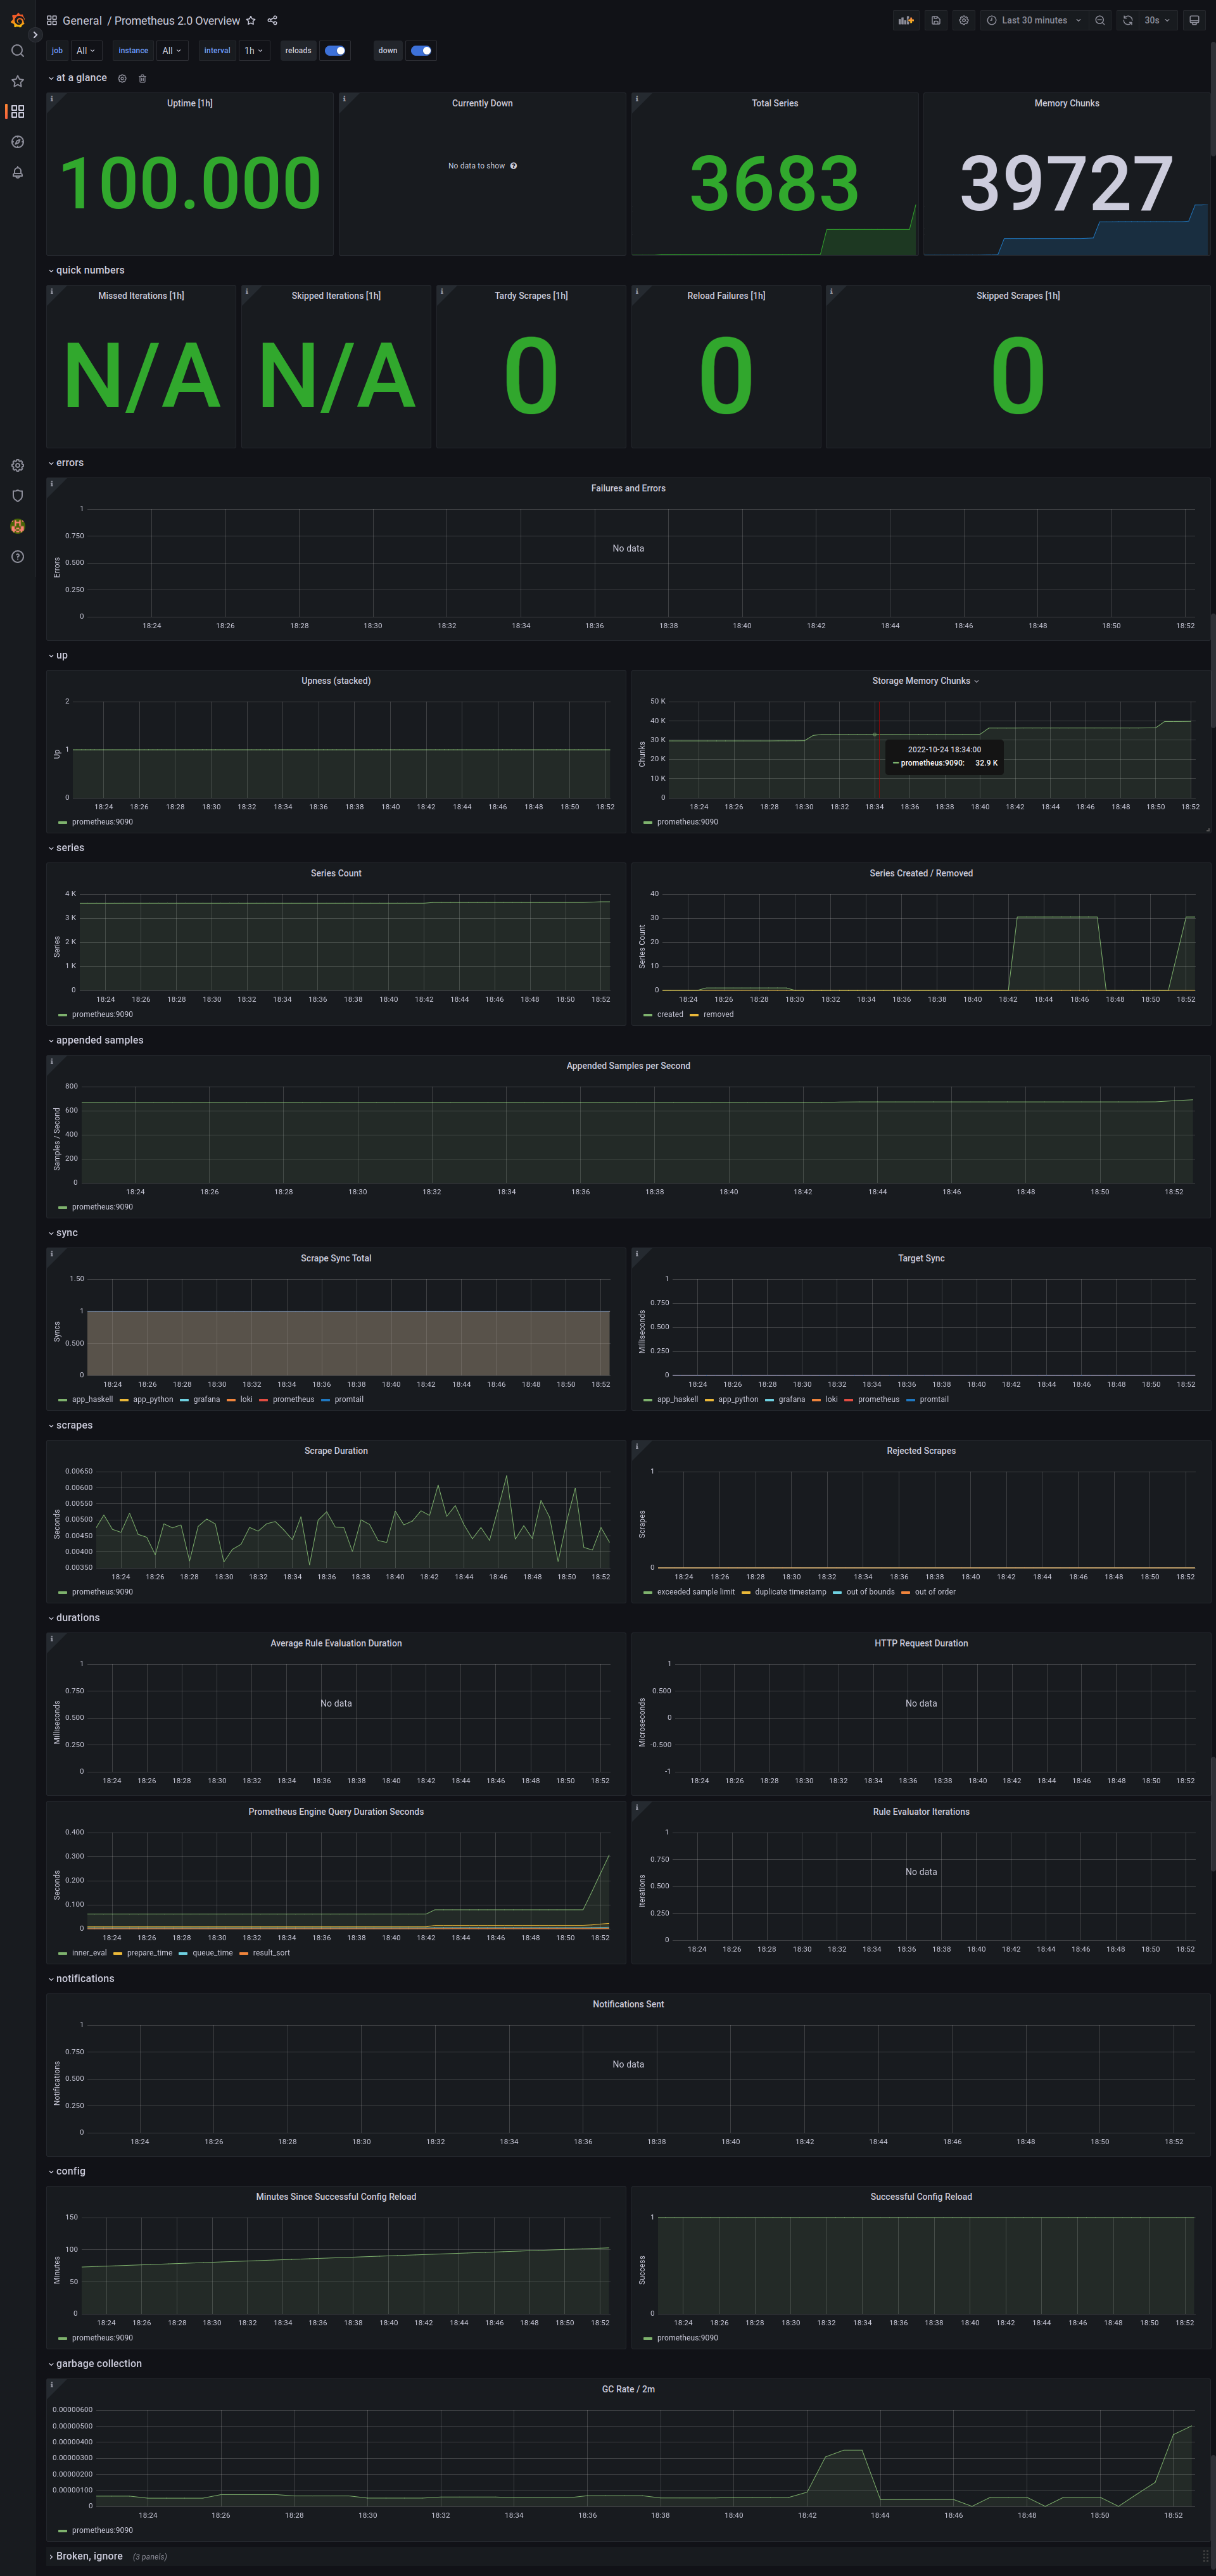 General / Prometheus 2.0 Overview
Last 30 minutes
30s
job All instance All interval 1h reloads down
at a glance
Uptime [1h] Currently Down Total Series Memory Chunks
100.000 No data to show 3683 39727
quick numbers
Missed Iterations [1h] Skipped Iterations [1h] Tardy Scrapes [1h] Reload Failures [1h] Skipped Scrapes [1h]
N/A N/A 0 0 0
errors
Failures and Errors
1
0.750
0.500
0.250
0
Errors
No data
18:24 18:26 18:28 18:30 18:32 18:34 18:36 18:38 18:40 18:42 18:44 18:46 18:48 18:50 18:52
up
Upness (stacked)
2
1
0
Up
18:24 18:26 18:28 18:30 18:32 18:34 18:36 18:38 18:40 18:42 18:44 18:46 18:48 18:50 18:52
prometheus:9090
Storage Memory Chunks
50 K
40 K
30 K
20 K
10 K
0
Chunks
2022-10-24 18:34:00
prometheus:9090: 32.9 K
18:24 18:26 18:28 18:30 18:32 18:34 18:36 18:38 18:40 18:42 18:44 18:46 18:48 18:50 18:52
prometheus:9090
series
Series Count
4 K
3 K
2 K
1 K
0
Series
18:24 18:26 18:28 18:30 18:32 18:34 18:36 18:38 18:40 18:42 18:44 18:46 18:48 18:50 18:52
prometheus:9090
Series Created / Removed
40
30
20
10
0
Series Count
18:24 18:26 18:28 18:30 18:32 18:34 18:36 18:38 18:40 18:42 18:44 18:46 18:48 18:50 18:52
created removed
appended samples
Appended Samples per Second
800
600
400
200
0
Samples / Second
18:24 18:26 18:28 18:30 18:32 18:34 18:36 18:38 18:40 18:42 18:44 18:46 18:48 18:50 18:52
prometheus:9090
sync
Scrape Sync Total
1.50
1
0.500
0
Syncs
18:24 18:26 18:28 18:30 18:32 18:34 18:36 18:38 18:40 18:42 18:44 18:46 18:48 18:50 18:52
app_haskell app_python grafana loki prometheus promtail
Target Sync
1
0.750
0.500
0.250
0
Milliseconds
18:24 18:26 18:28 18:30 18:32 18:34 18:36 18:38 18:40 18:42 18:44 18:46 18:48 18:50 18:52
app_haskell app_python grafana loki prometheus promtail
scrapes
Scrape Duration
0.00650
0.00600
0.00550
0.00500
0.00450
0.00400
0.00350
Seconds
18:24 18:26 18:28 18:30 18:32 18:34 18:36 18:38 18:40 18:42 18:44 18:46 18:48 18:50 18:52
prometheus:9090
Rejected Scrapes
1
0
Scrapes
18:24 18:26 18:28 18:30 18:32 18:34 18:36 18:38 18:40 18:42 18:44 18:46 18:48 18:50 18:52
exceeded sample limit duplicate timestamp out of bounds out of order
durations
Average Rule Evaluation Duration
1
0.750
0.500
0.250
0
Milliseconds
No data
18:24 18:26 18:28 18:30 18:32 18:34 18:36 18:38 18:40 18:42 18:44 18:46 18:48 18:50 18:52
HTTP Request Duration
1
0.500
0
-0.500
-1
Microseconds
No data
18:24 18:26 18:28 18:30 18:32 18:34 18:36 18:38 18:40 18:42 18:44 18:46 18:48 18:50 18:52
Prometheus Engine Query Duration Seconds
0.400
0.300
0.200
0.100
0
Seconds
18:24 18:26 18:28 18:30 18:32 18:34 18:36 18:38 18:40 18:42 18:44 18:46 18:48 18:50 18:52
inner_eval prepare_time queue_time result_sort
Rule Evaluator Iterations
1
0.750
0.500
0.250
0
iterations
No data
18:24 18:26 18:28 18:30 18:32 18:34 18:36 18:38 18:40 18:42 18:44 18:46 18:48 18:50 18:52
notifications
Notifications Sent
1
0.750
0.500
0.250
0
Notifications
No data
18:24 18:26 18:28 18:30 18:32 18:34 18:36 18:38 18:40 18:42 18:44 18:46 18:48 18:50 18:52
config
Minutes Since Successful Config Reload
150
100
50
0
Minutes
18:24 18:26 18:28 18:30 18:32 18:34 18:36 18:38 18:40 18:42 18:44 18:46 18:48 18:50 18:52
prometheus:9090
Successful Config Reload
1
0
Success
18:24 18:26 18:28 18:30 18:32 18:34 18:36 18:38 18:40 18:42 18:44 18:46 18:48 18:50 18:52
prometheus:9090
garbage collection
GC Rate / 2m
0.00000600
0.00000500
0.00000400
0.00000300
0.00000200
0.00000100
0
18:24 18:26 18:28 18:30 18:32 18:34 18:36 18:38 18:40 18:42 18:44 18:46 18:48 18:50 18:52
prometheus:9090
Broken, ignore (3 panels)